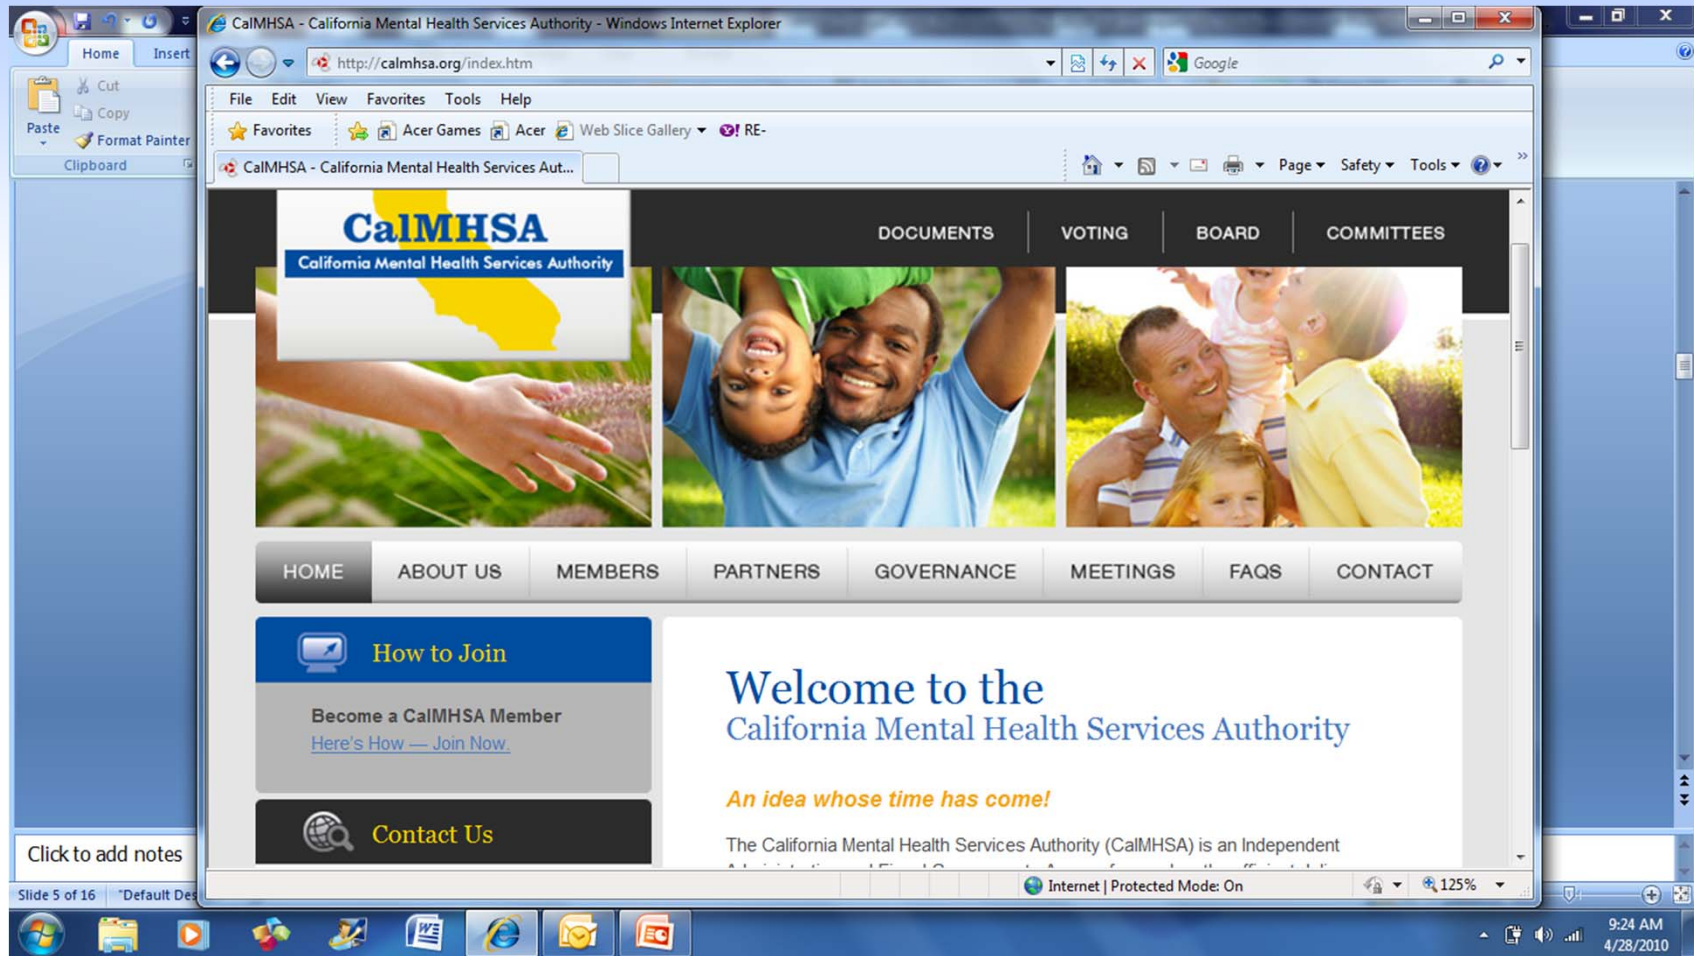 CalMHSA - California Mental Health Services Authority - Windows Internet Explorer
Home Insert
Cut
Copy
Paste
Format Painter
Clipboard
http://calmhsa.org/index.htm
Google
File Edit View Favorites Tools Help
Favorites Acer Games Acer Web Slice Gallery RE-
CalMHSA - California Mental Health Services Aut...
Page Safety Tools
CalMHSA
California Mental Health Services Authority
DOCUMENTS VOTING BOARD COMMITTEES
HOME ABOUT US MEMBERS PARTNERS GOVERNANCE MEETINGS FAQS CONTACT
How to Join
Become a CalMHSA Member
Here's How — Join Now.
Contact Us
Welcome to the
California Mental Health Services Authority
An idea whose time has come!
The California Mental Health Services Authority (CalMHSA) is an Independent
Click to add notes
Internet | Protected Mode: On 125%
Slide 5 of 16 "Default Des
9:24 AM
4/28/2010